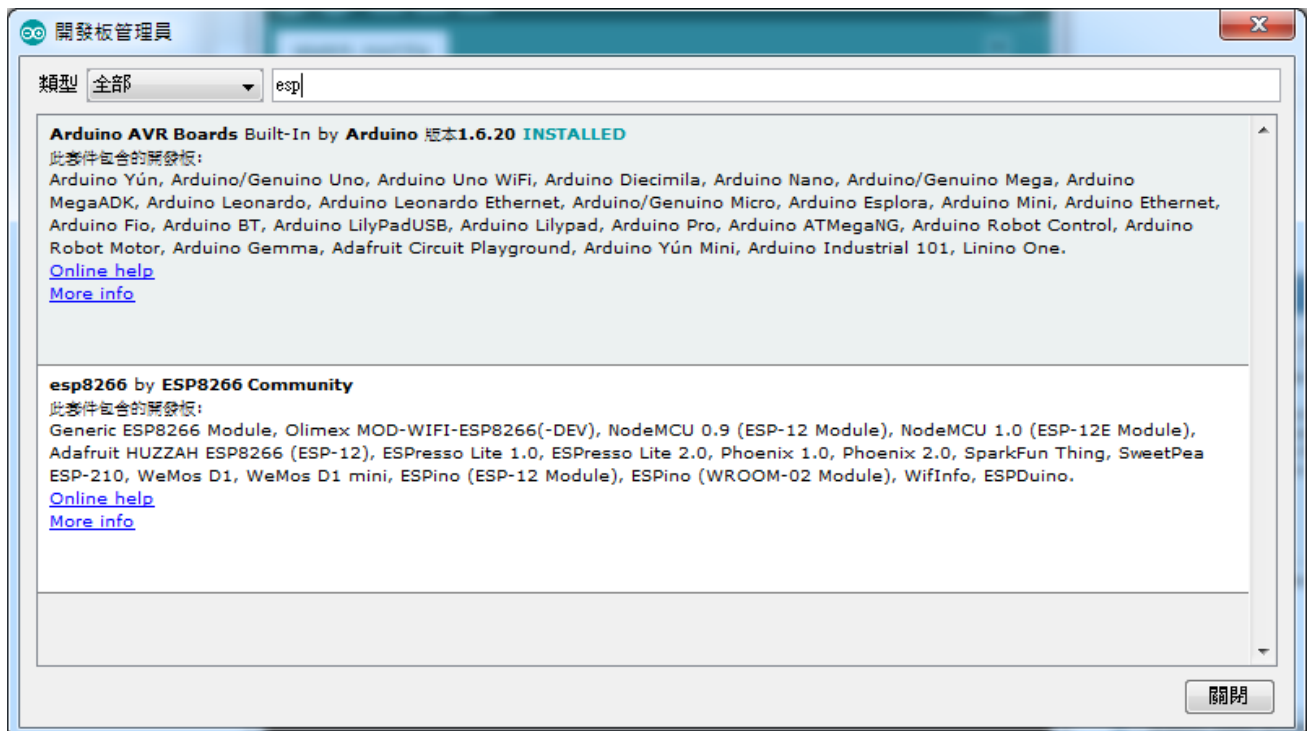 開發板管理員
類型 全部 esp
Arduino AVR Boards Built-In by Arduino 版本1.6.20 INSTALLED
此套件包含的開發板:
Arduino Yún, Arduino/Genuino Uno, Arduino Uno WiFi, Arduino Diecimila, Arduino Nano, Arduino/Genuino Mega, Arduino
MegaADK, Arduino Leonardo, Arduino Leonardo Ethernet, Arduino/Genuino Micro, Arduino Esplora, Arduino Mini, Arduino Ethernet,
Arduino Fio, Arduino BT, Arduino LilyPadUSB, Arduino Lilypad, Arduino Pro, Arduino ATMegaNG, Arduino Robot Control, Arduino
Robot Motor, Arduino Gemma, Adafruit Circuit Playground, Arduino Yún Mini, Arduino Industrial 101, Linino One.
Online help
More info
esp8266 by ESP8266 Community
此套件包含的開發板:
Generic ESP8266 Module, Olimex MOD-WIFI-ESP8266(-DEV), NodeMCU 0.9 (ESP-12 Module), NodeMCU 1.0 (ESP-12E Module),
Adafruit HUZZAH ESP8266 (ESP-12), ESPresso Lite 1.0, ESPresso Lite 2.0, Phoenix 1.0, Phoenix 2.0, SparkFun Thing, SweetPea
ESP-210, WeMos D1, WeMos D1 mini, ESPino (ESP-12 Module), ESPino (WROOM-02 Module), WifInfo, ESPDuino.
Online help
More info
關閉